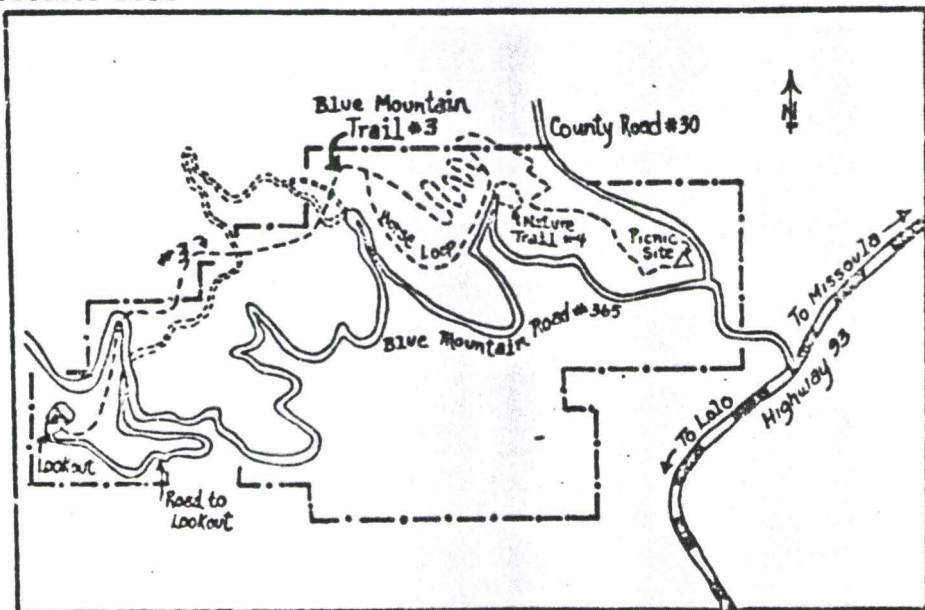 Blue Mountain
Trail #3
N
County Road #30
Horse
Loop
Nature
Trail #4
Picnic
Site
#3
To Missoula
Blue Mountain Road #365
Highway 93
To Lolo
Lookout
Road to
Lookout